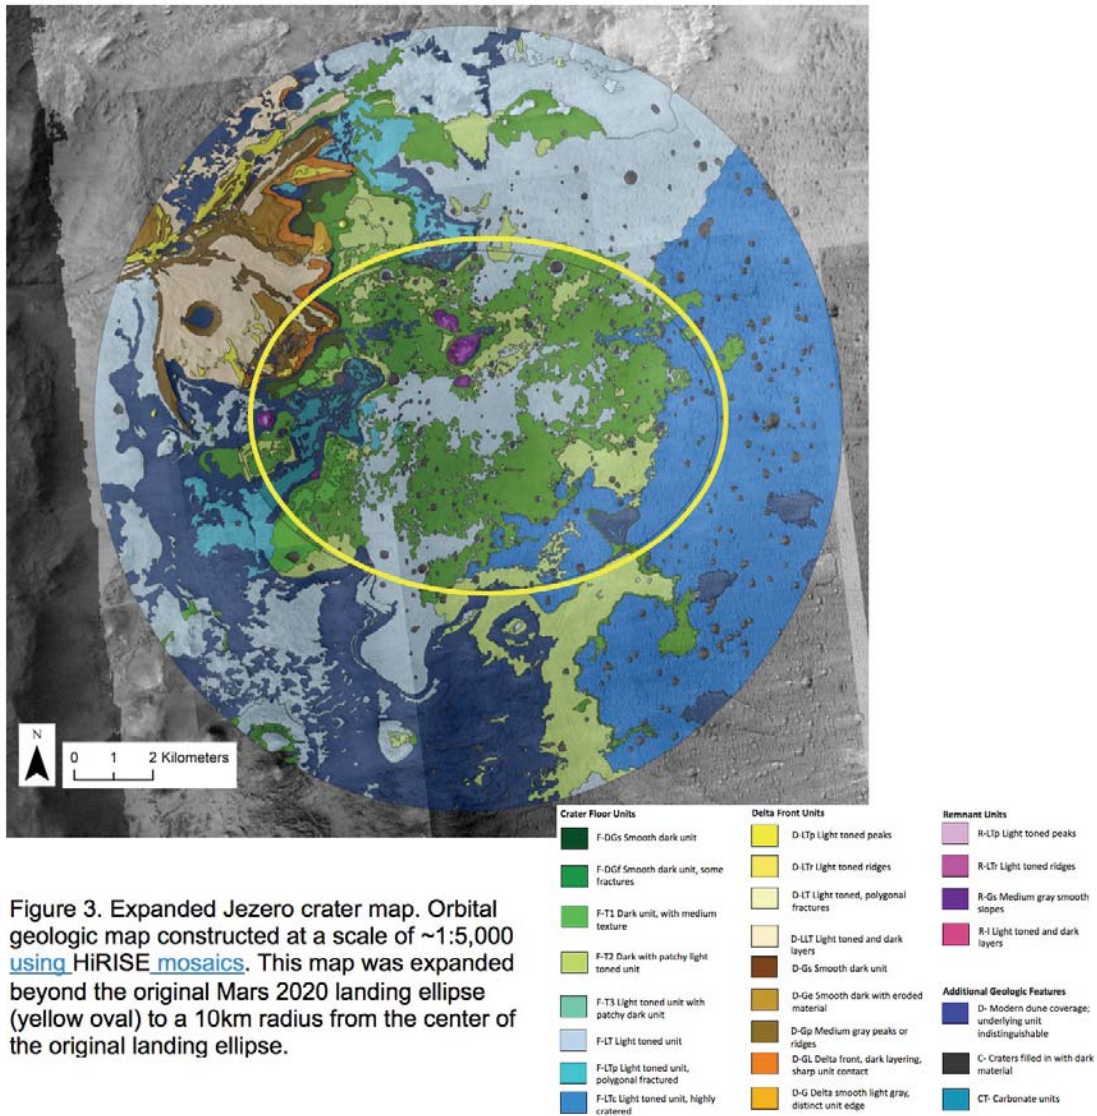 N
0 1 2 Kilometers
Figure 3. Expanded Jezero crater map. Orbital
geologic map constructed at a scale of ~1:5,000
using HiRISE mosaics. This map was expanded
beyond the original Mars 2020 landing ellipse
(yellow oval) to a 10km radius from the center of
the original landing ellipse.
Crater Floor Units
F-DGs Smooth dark unit
F-DGf Smooth dark unit, some
fractures
F-T1 Dark unit, with medium
texture
F-T2 Dark with patchy light
toned unit
F-T3 Light toned unit with
patchy dark unit
F-LT Light toned unit
F-LTp Light toned unit,
polygonal fractured
F-LTc Light toned unit, highly
cratered
Delta Front Units
D-LTp Light toned peaks
D-LTr Light toned ridges
D-LT Light toned, polygonal
fractures
D-LLT Light toned and dark
layers
D-Gs Smooth dark unit
D-Ge Smooth dark with eroded
material
D-Gp Medium gray peaks or
ridges
D-GL Delta front, dark layering,
sharp unit contact
D-G Delta smooth light gray,
distinct unit edge
Remnant Units
R-LTp Light toned peaks
R-LTr Light toned ridges
R-Gs Medium gray smooth
slopes
R-I Light toned and dark
layers
Additional Geologic Features
D- Modern dune coverage;
underlying unit
indistinguishable
C- Craters filled in with dark
material
CT- Carbonate units